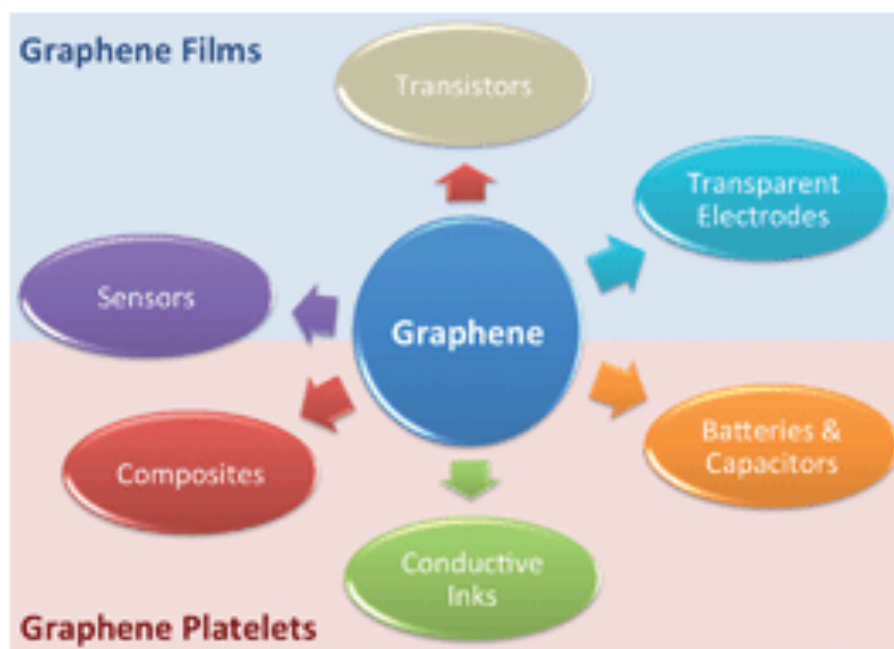 Graphene Films
Transistors
Transparent
Electrodes
Sensors
Graphene
Composites
Batteries &
Capacitors
Conductive
Inks
Graphene Platelets